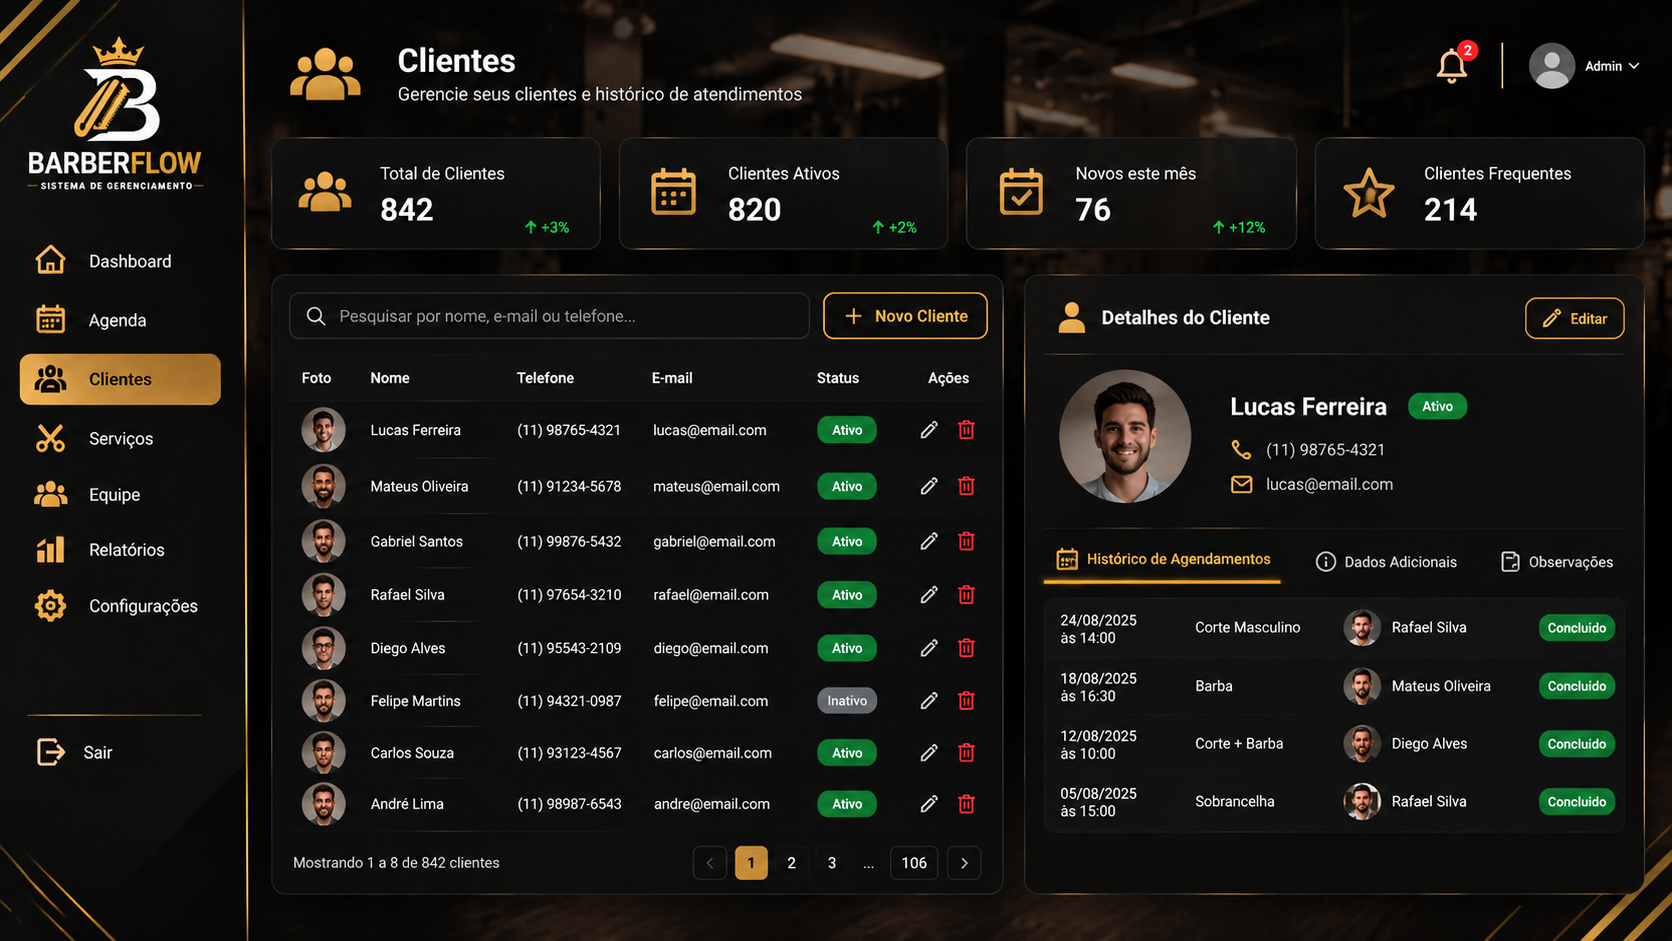 BARBERFLOW
SISTEMA DE GERENCIAMENTO
Dashboard
Agenda
Clientes
Serviços
Equipe
Relatórios
Configurações
Sair
Clientes
Gerencie seus clientes e histórico de atendimentos
2
Admin
Total de Clientes
842
+3%
Clientes Ativos
820
+2%
Novos este mês
76
+12%
Clientes Frequentes
214
Pesquisar por nome, e-mail ou telefone...
+ Novo Cliente
Foto Nome Telefone E-mail Status Ações
Lucas Ferreira (11) 98765-4321 lucas@email.com Ativo
Mateus Oliveira (11) 91234-5678 mateus@email.com Ativo
Gabriel Santos (11) 99876-5432 gabriel@email.com Ativo
Rafael Silva (11) 97654-3210 rafael@email.com Ativo
Diego Alves (11) 95543-2109 diego@email.com Ativo
Felipe Martins (11) 94321-0987 felipe@email.com Inativo
Carlos Souza (11) 93123-4567 carlos@email.com Ativo
André Lima (11) 98987-6543 andre@email.com Ativo
Mostrando 1 a 8 de 842 clientes
< 1 2 3 ... 106 >
Detalhes do Cliente
Editar
Lucas Ferreira Ativo
(11) 98765-4321
lucas@email.com
Histórico de Agendamentos Dados Adicionais Observações
24/08/2025
às 14:00
Corte Masculino Rafael Silva Concluido
18/08/2025
às 16:30
Barba Mateus Oliveira Concluido
12/08/2025
às 10:00
Corte + Barba Diego Alves Concluido
05/08/2025
às 15:00
Sobrancelha Rafael Silva Concluido